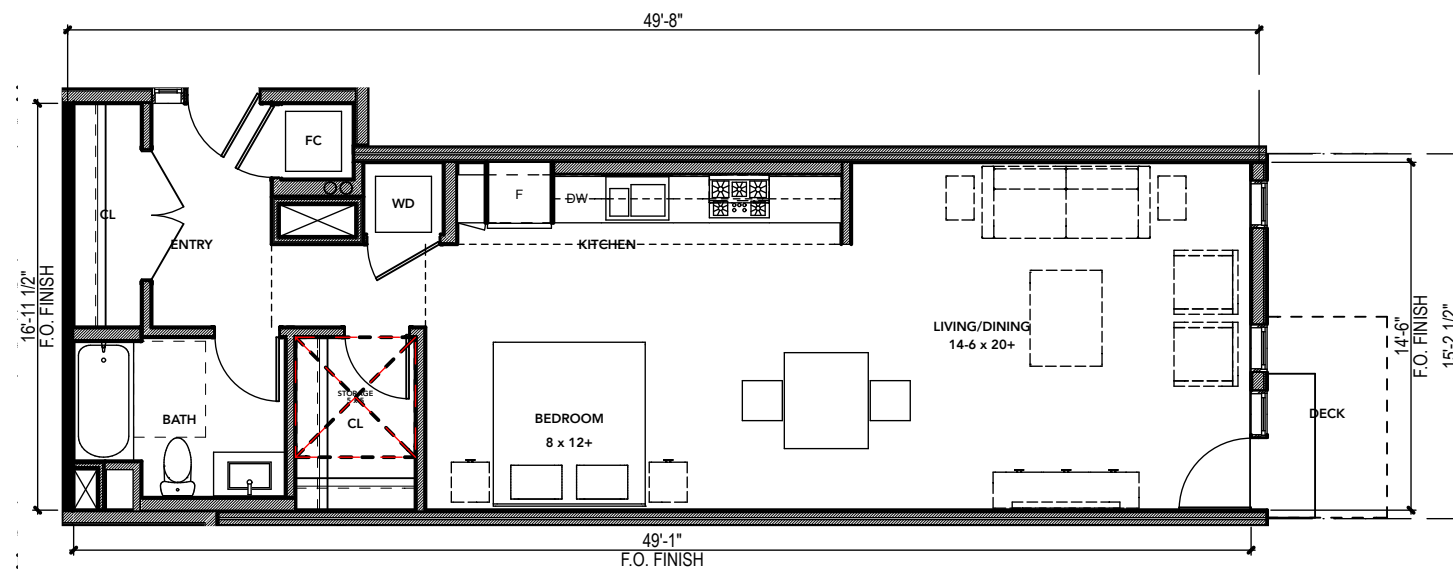 49'-8"
FC
WD
F
DW
CL
ENTRY
KITCHEN
16'-11 1/2"
F.O. FINISH
LIVING/DINING
14-6 x 20+
14'-6"
F.O. FINISH
15'-2 1/2"
STORAGE
CL
BATH
BEDROOM
8 x 12+
DECK
49'-1"
F.O. FINISH